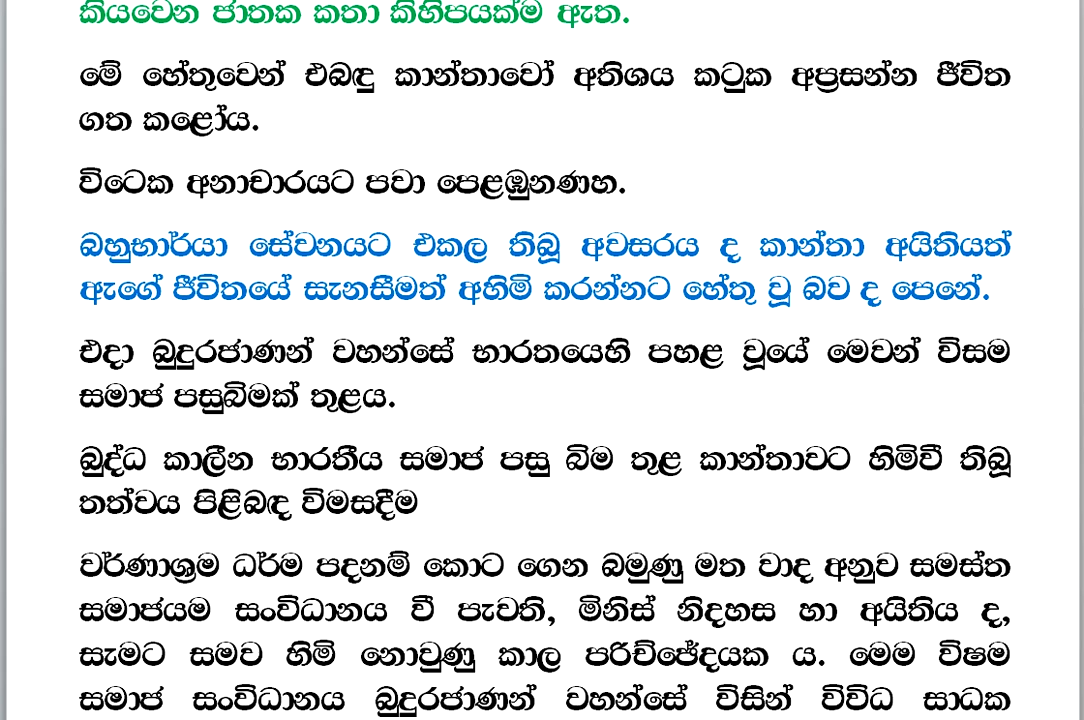 කියවෙන ජාතක කතා කිහිපයක්ම ඇත.
මේ හේතුවෙන් එබඳු කාන්තාවෝ අතිශය කටුක අප්‍රසන්න ජීවිත
ගත කළෝය.
විටෙක අනාචාරයට පවා පෙළඹුනණහ.
බහුභාර්යා සේවනයට එකල තිබූ අවසරය ද කාන්තා අයිතියත්
ඇගේ ජීවිතයේ සැනසීමත් අහිමි කරන්නට හේතු වූ බව ද පෙනේ.
එදා බුදුරජාණන් වහන්සේ භාරතයෙහි පහළ වූයේ මෙවන් විසම
සමාජ පසුබිමක් තුළය.
බුද්ධ කාලීන භාරතීය සමාජ පසු බිම තුළ කාන්තාවට හිමිවී තිබූ
තත්වය පිළිබඳ විමසදීම
වර්ණාශ්‍රම ධර්ම පදනම් කොට ගෙන බමුණු මත වාද අනුව සමස්ත
සමාජයම සංවිධානය වී පැවති, මිනිස් නිදහස හා අයිතිය ද,
සැමට සමව හිමි නොවුණු කාල පරිච්ඡේදයක ය. මෙම විෂම
සමාජ සංවිධානය බුදුරජාණන් වහන්සේ විසින් විවිධ සාධක